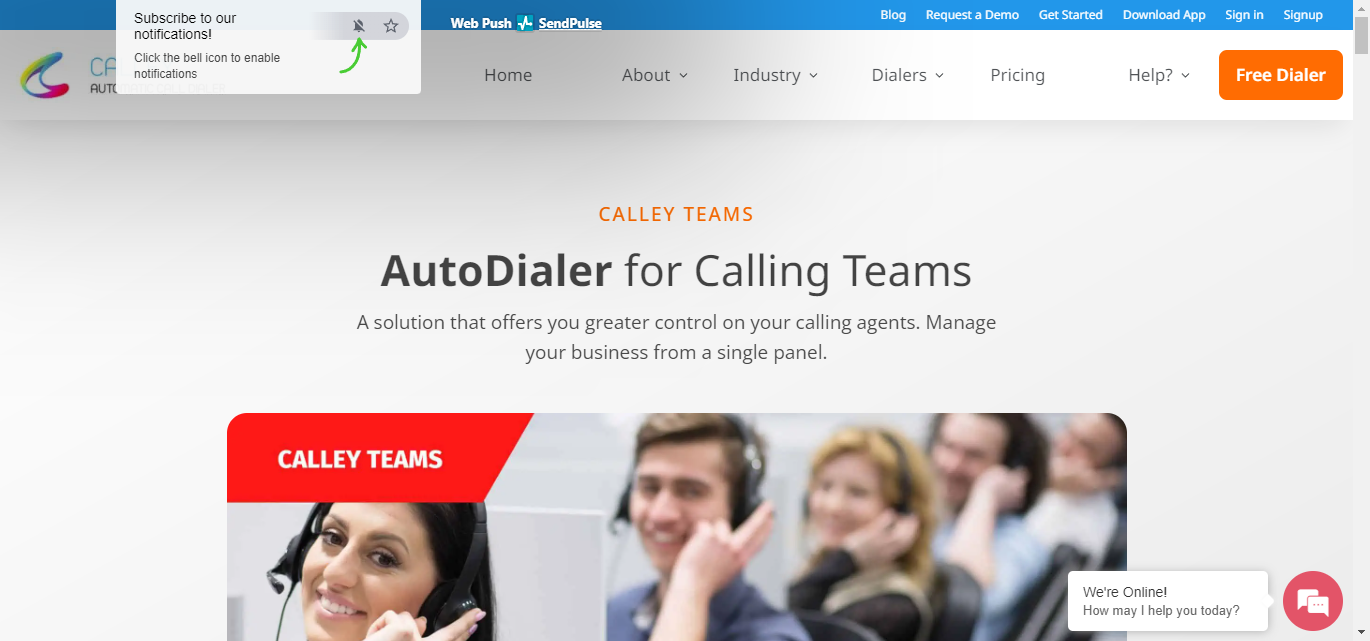 Subscribe to our
notifications!
Click the bell icon to enable
notifications
Web Push SendPulse
Blog Request a Demo Get Started Download App Sign in Signup
CA
AUTOMATIC CALL DIALER
Home About Industry Dialers Pricing Help? Free Dialer
CALLEY TEAMS
AutoDialer for Calling Teams
A solution that offers you greater control on your calling agents. Manage
your business from a single panel.
CALLEY TEAMS
We're Online!
How may I help you today?